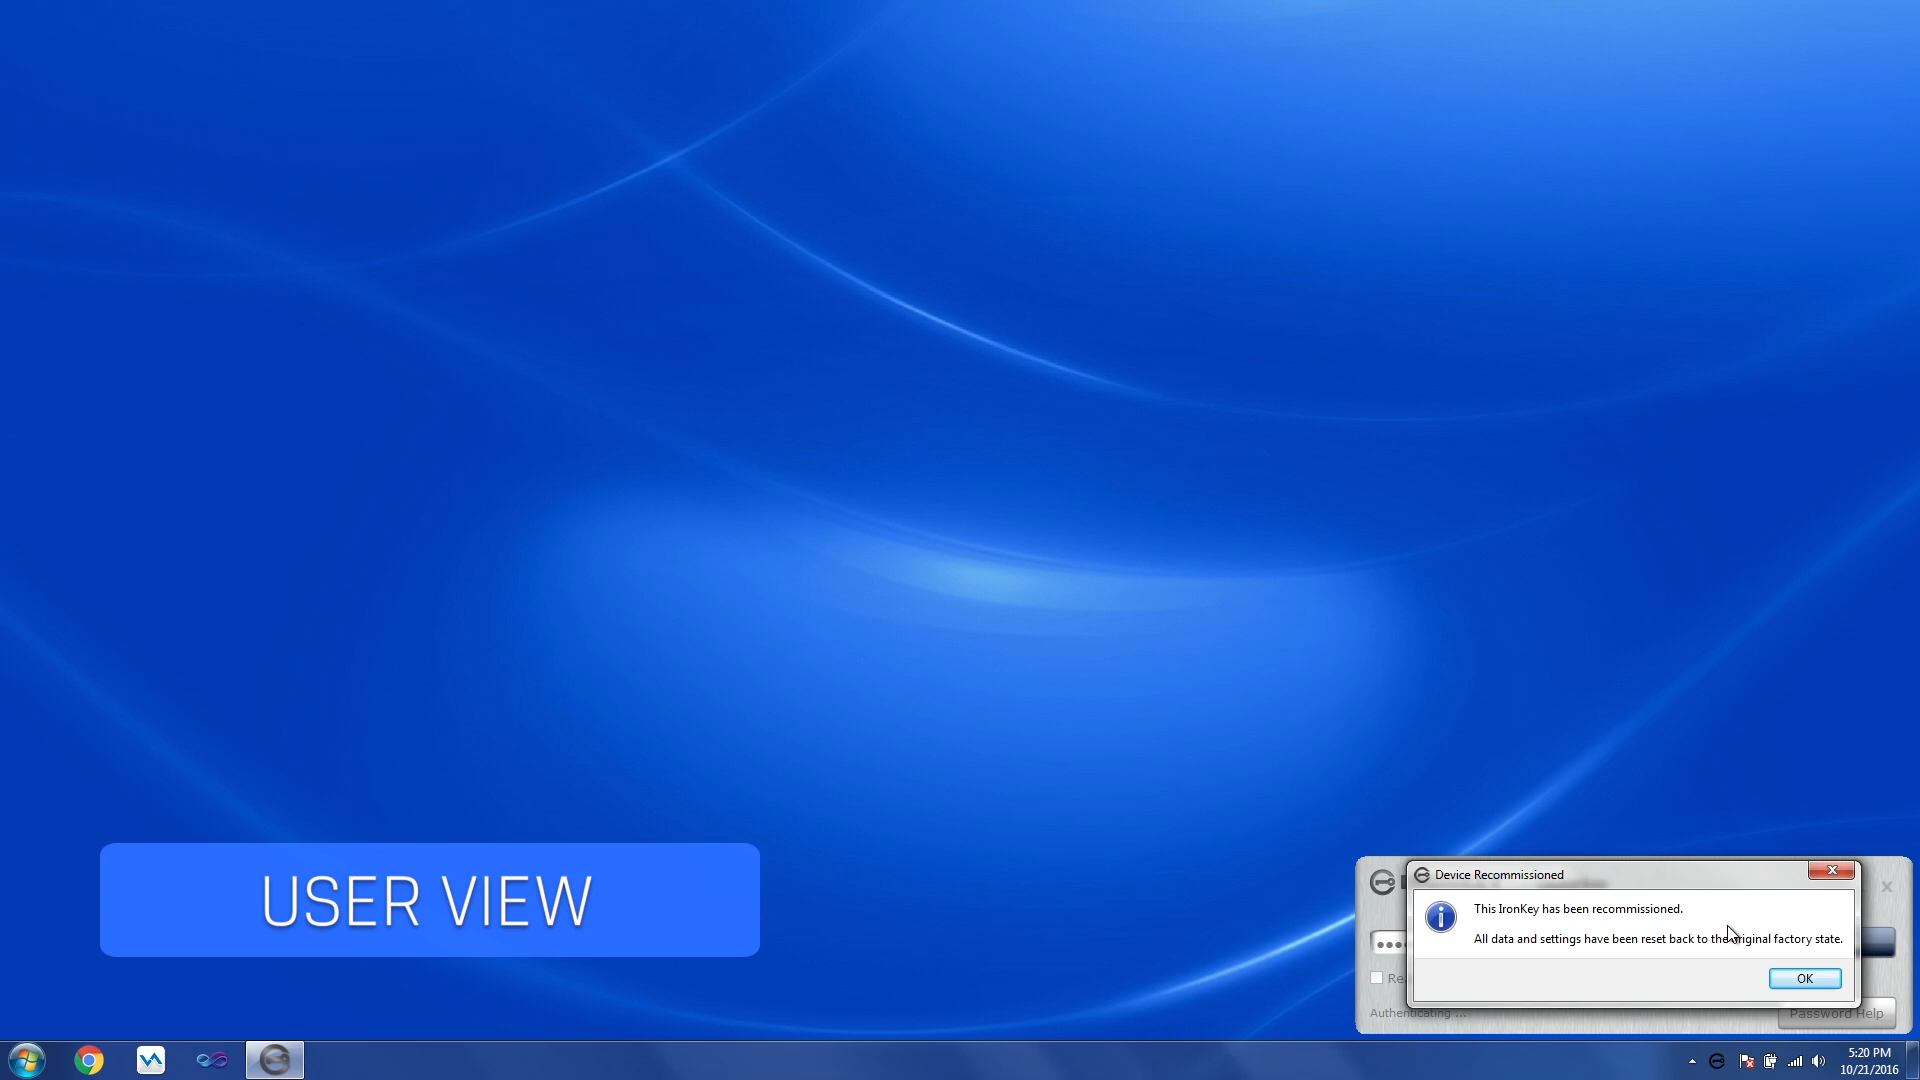 USER VIEW
Device Recommissioned
This IronKey has been recommissioned.
All data and settings have been reset back to the original factory state.
OK
Re
Authenticating ...
Password Help
5:20 PM
10/21/2016